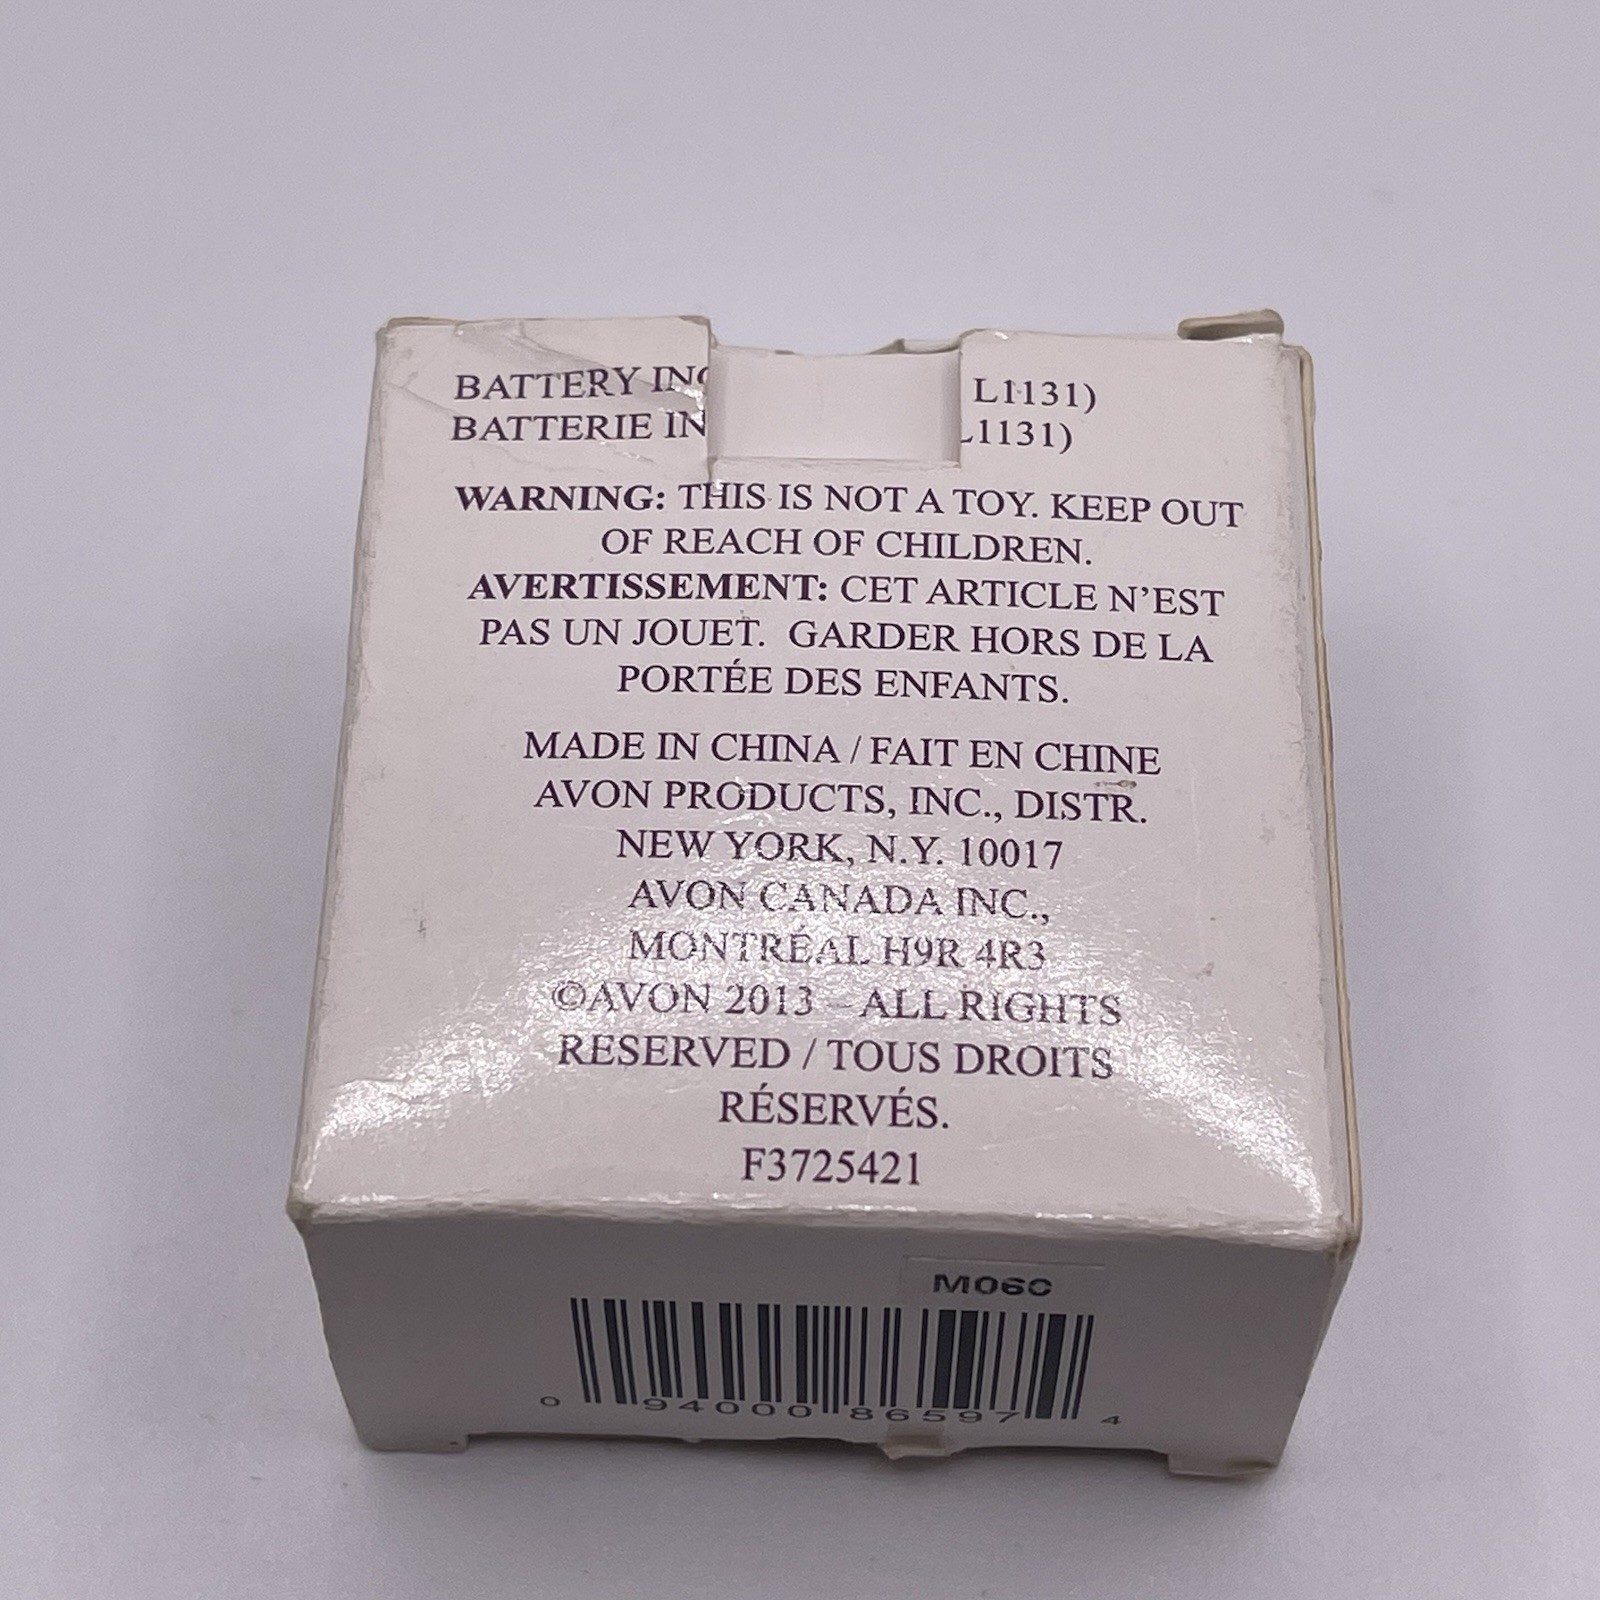 BATTERY INC L1131)
BATTERIE IN L1131)
WARNING: THIS IS NOT A TOY. KEEP OUT
OF REACH OF CHILDREN.
AVERTISSEMENT: CET ARTICLE N'EST
PAS UN JOUET. GARDER HORS DE LA
PORTÉE DES ENFANTS.
MADE IN CHINA / FAIT EN CHINE
AVON PRODUCTS, INC., DISTR.
NEW YORK, N.Y. 10017
AVON CANADA INC.,
MONTRÉAL H9R 4R3
©AVON 2013 – ALL RIGHTS
RESERVED / TOUS DROITS
RÉSERVÉS.
F3725421
M060
0 94000 86597 4